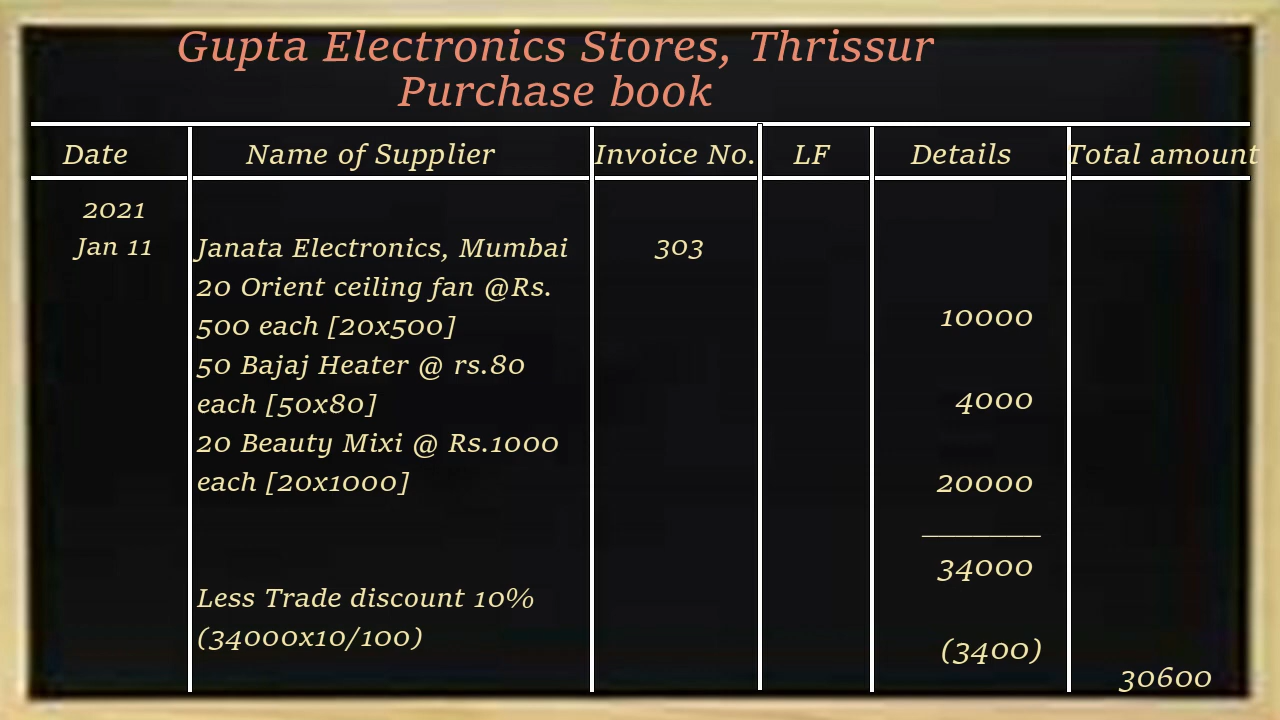 Gupta Electronics Stores, Thrissur
Purchase book
Date Name of Supplier Invoice No. LF Details Total amount
2021
Jan 11 Janata Electronics, Mumbai 303
20 Orient ceiling fan @Rs.
500 each [20x500] 10000
50 Bajaj Heater @ rs.80
each [50x80] 4000
20 Beauty Mixi @ Rs.1000
each [20x1000] 20000
34000
Less Trade discount 10%
(34000x10/100) (3400)
30600